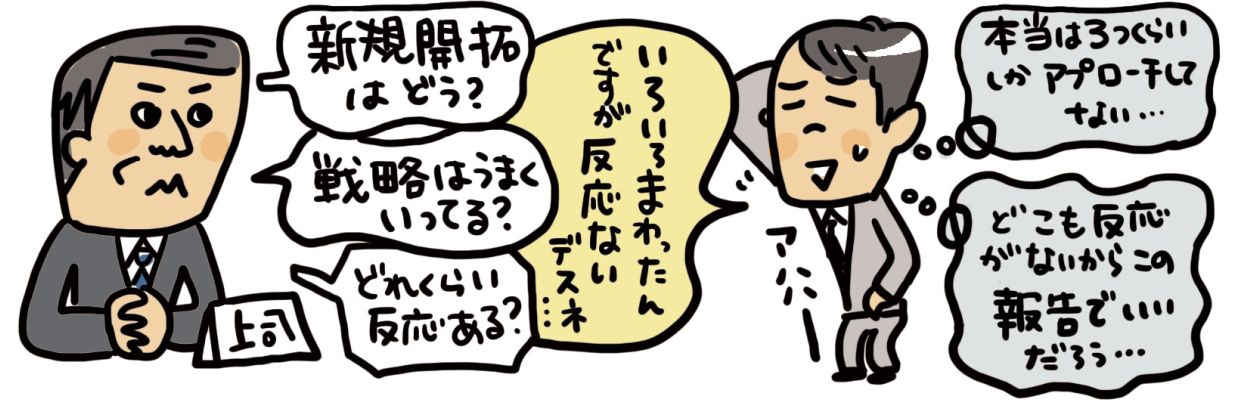 新規開拓
はどう？
戦略はうまく
いってる？
どれくらい
反応ある？
上司
いろいろまわったん
ですが反応ない
デスネ…
アハハー
本当は3つくらい
しかアプローチして
さない…
どこも反応
がないからこの
報告でいい
だろう…